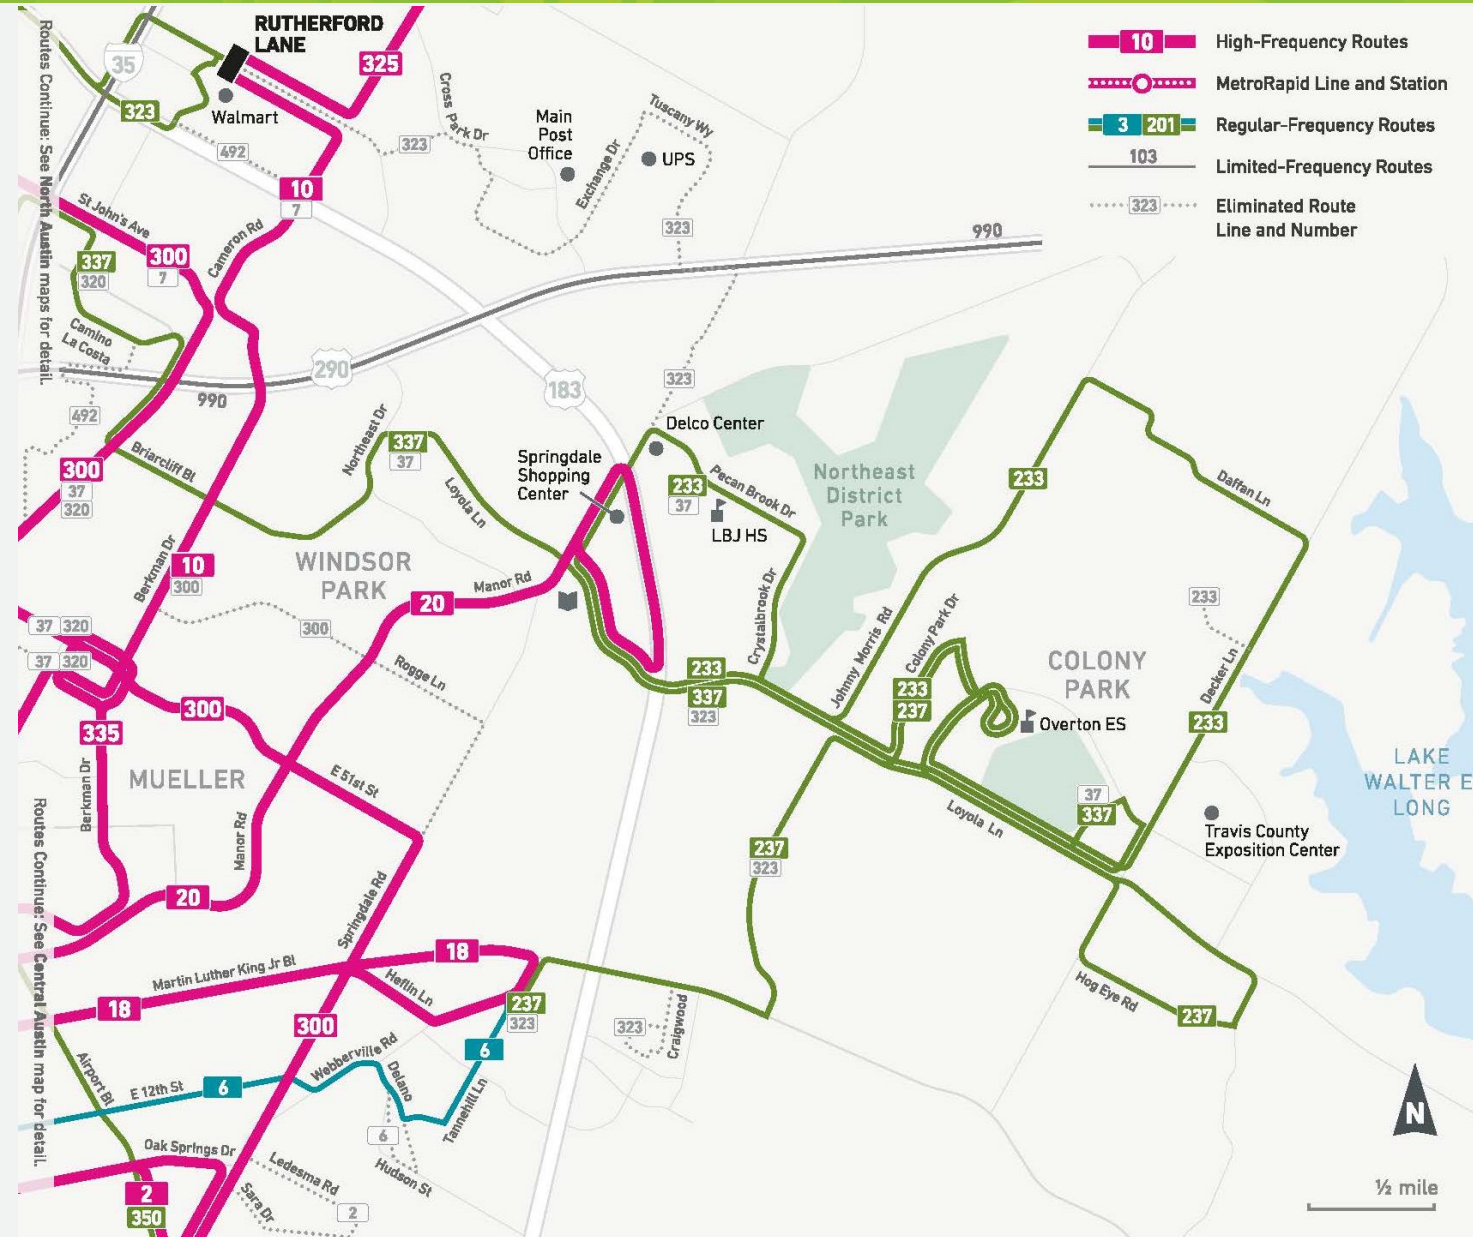 RUTHERFORD
LANE
325
10
High-Frequency Routes
MetroRapid Line and Station
3
201
Regular-Frequency Routes
103
Limited-Frequency Routes
323
Eliminated Route
Line and Number
Routes Continue: See North Austin maps for detail.
35
323
Walmart
492
Cross Park Dr
323
Main
Post
Office
Exchange Dr
Tuscany Wy
UPS
323
990
10
7
St John's Ave
Cameron Rd
300
7
337
320
Camino
La Costa
290
990
183
492
323
Northeast Dr
337
37
Delco Center
Springdale
Shopping
Center
Briarcliff Bl
300
37
320
Loyola Ln
233
37
Pecan Brook Dr
LBJ HS
Northeast
District
Park
233
Daffan Ln
WINDSOR
PARK
10
300
Berkman Dr
Manor Rd
20
Crystalbrook Dr
Johnny Morris Rd
Colony Park Dr
233
37
320
37
320
300
Rogge Ln
COLONY
PARK
233
337
323
233
237
Overton ES
Decker Ln
233
300
335
MUELLER
Berkman Dr
E 51st St
Manor Rd
LAKE
WALTER E
LONG
37
337
Loyola Ln
Travis County
Exposition Center
237
323
20
Springdale Rd
Routes Continue: See Central Austin map for detail.
18
Martin Luther King Jr Bl
Heflin Ln
18
237
323
323
Craigwood
Hog Eye Rd
237
300
6
Webberville Rd
Airport Bl
E 12th St
6
Delano
Tannehill Ln
6
Hudson St
Oak Springs Dr
Ledesma Rd
Sara Dr
2
350
2
N
½ mile